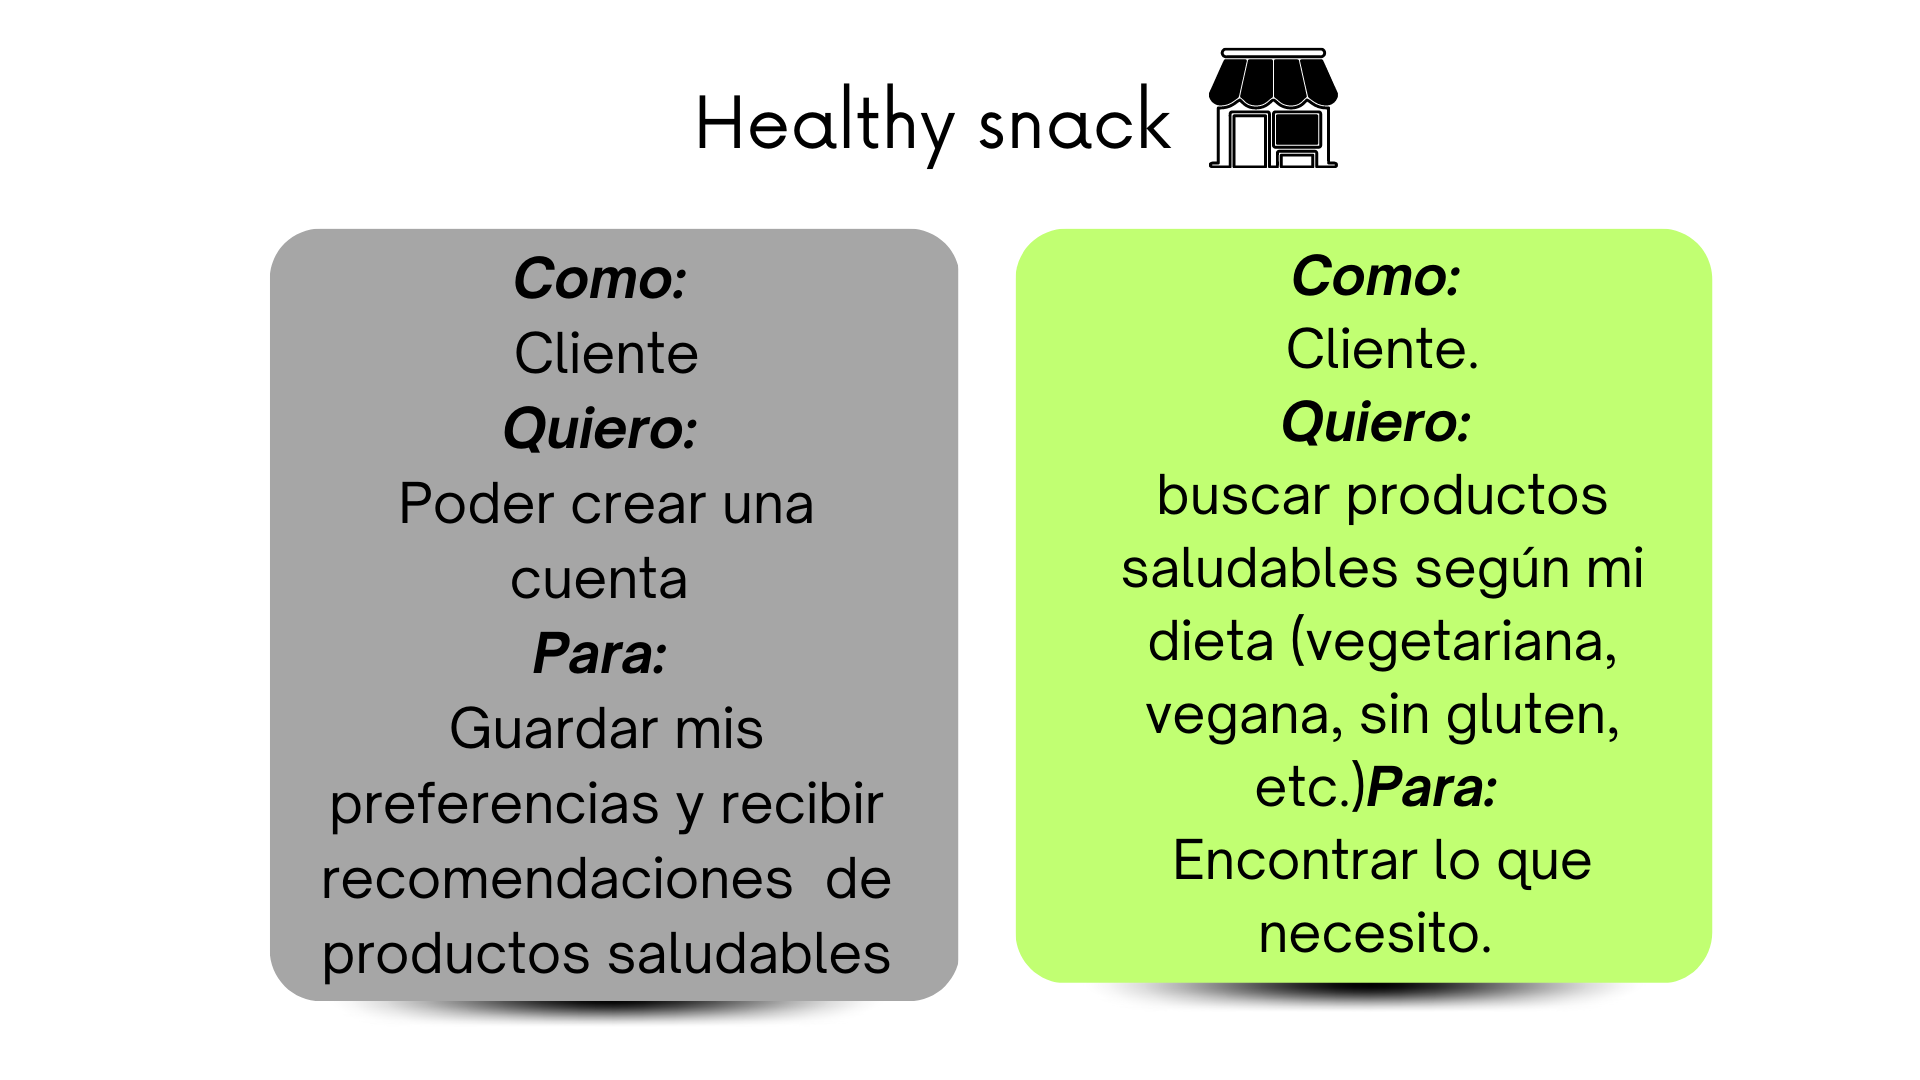 Healthy snack
Como:
Cliente
Quiero:
Poder crear una
cuenta
Para:
Guardar mis
preferencias y recibir
recomendaciones  de
productos saludables
Como:
Cliente.
Quiero:
buscar productos
saludables según mi
dieta (vegetariana,
vegana, sin gluten,
etc.)Para:
Encontrar lo que
necesito.